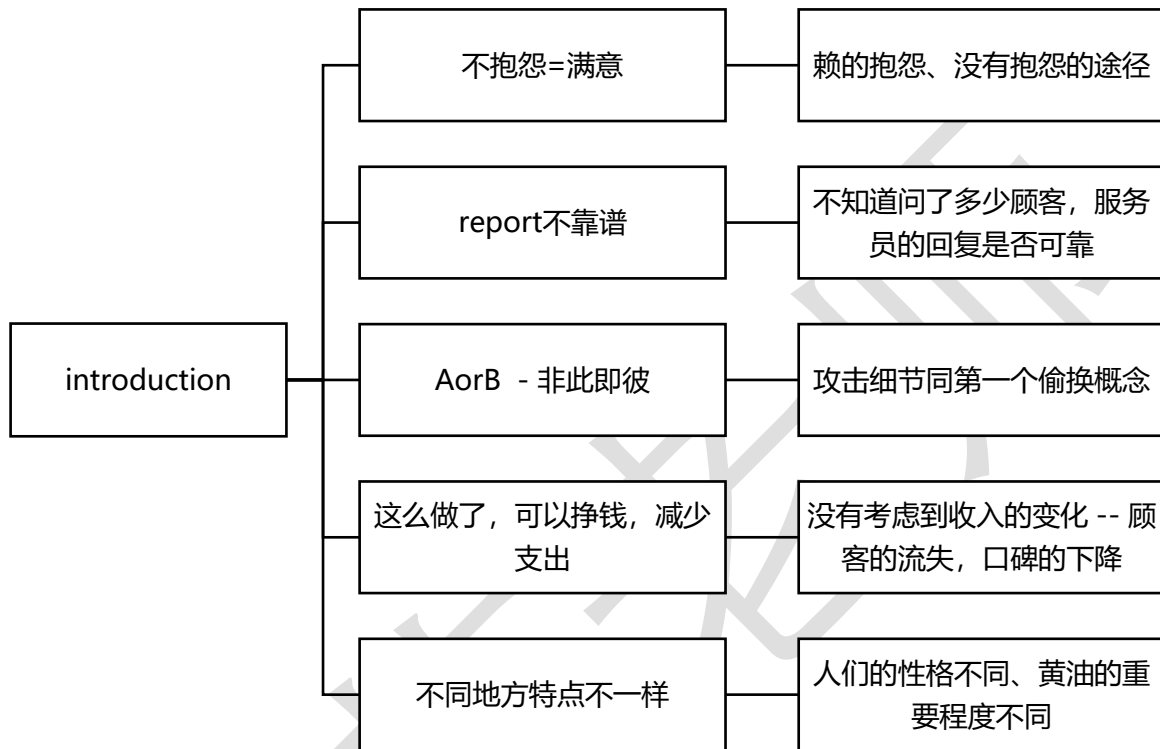 introduction
不抱怨=满意
赖的抱怨、没有抱怨的途径
report不靠谱
不知道问了多少顾客，服务
员的回复是否可靠
AorB - 非此即彼
攻击细节同第一个偷换概念
这么做了，可以挣钱，减少
支出
没有考虑到收入的变化 -- 顾
客的流失，口碑的下降
不同地方特点不一样
人们的性格不同、黄油的重
要程度不同